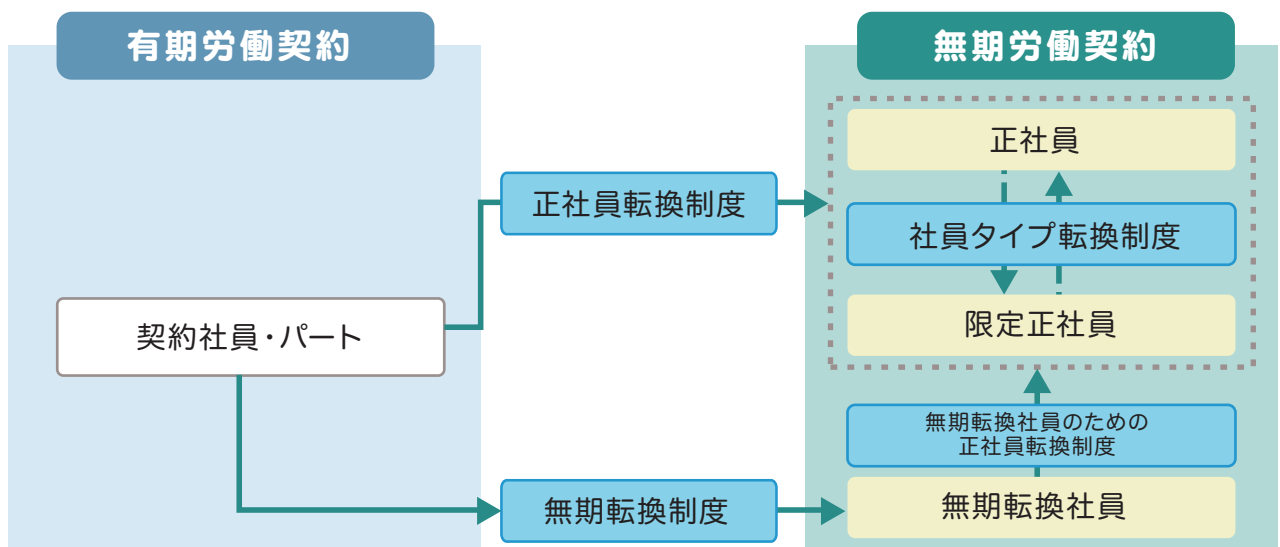 有期労働契約
無期労働契約
正社員
正社員転換制度
社員タイプ転換制度
契約社員・パート
限定正社員
無期転換社員のための
正社員転換制度
無期転換制度
無期転換社員